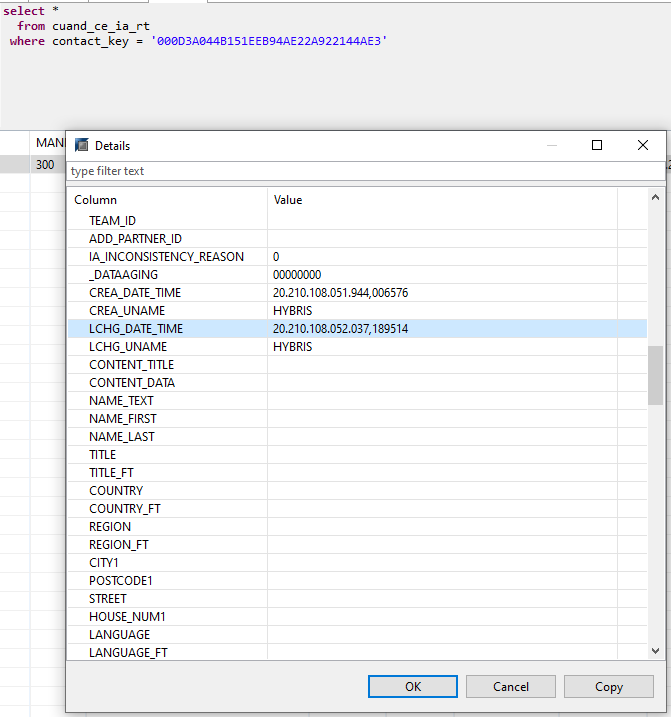 select *
from cuand_ce_ia_rt
where contact_key = '000D3A044B151EEB94AE22A922144AE3'
300
Details
type filter text
Column Value
TEAM_ID
ADD_PARTNER_ID
IA_INCONSISTENCY_REASON 0
_DATAAGING 00000000
CREA_DATE_TIME 20.210.108.051.944,006576
CREA_UNAME HYBRIS
LCHG_DATE_TIME 20.210.108.052.037,189514
LCHG_UNAME HYBRIS
CONTENT_TITLE
CONTENT_DATA
NAME_TEXT
NAME_FIRST
NAME_LAST
TITLE
TITLE_FT
COUNTRY
COUNTRY_FT
REGION
REGION_FT
CITY1
POSTCODE1
STREET
HOUSE_NUM1
LANGUAGE
LANGUAGE_FT
OK Cancel Copy